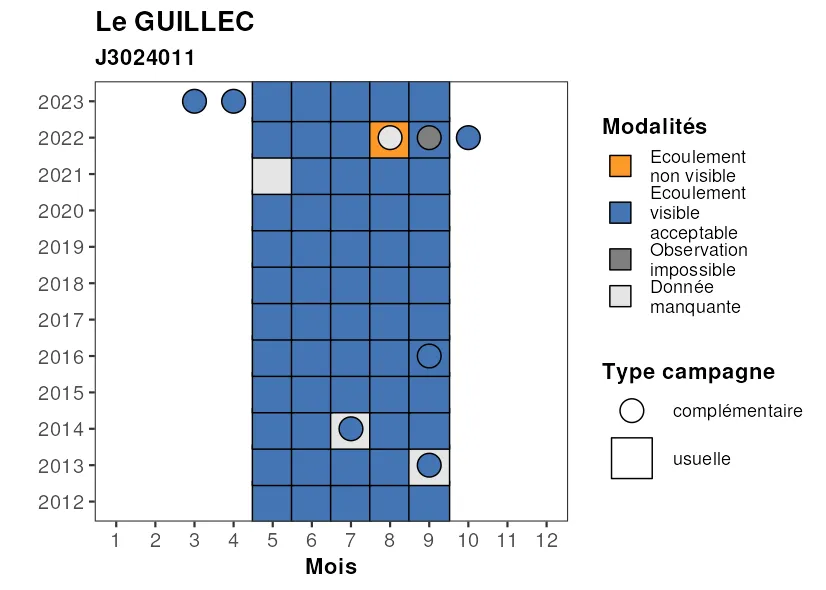 Le GUILLEC
J3024011
2023
2022
2021
2020
2019
2018
2017
2016
2015
2014
2013
2012
1 2 3 4 5 6 7 8 9 10 11 12
Mois
Modalités
Ecoulement
non visible
Ecoulement
visible
acceptable
Observation
impossible
Donnée
manquante
Type campagne
complémentaire
usuelle